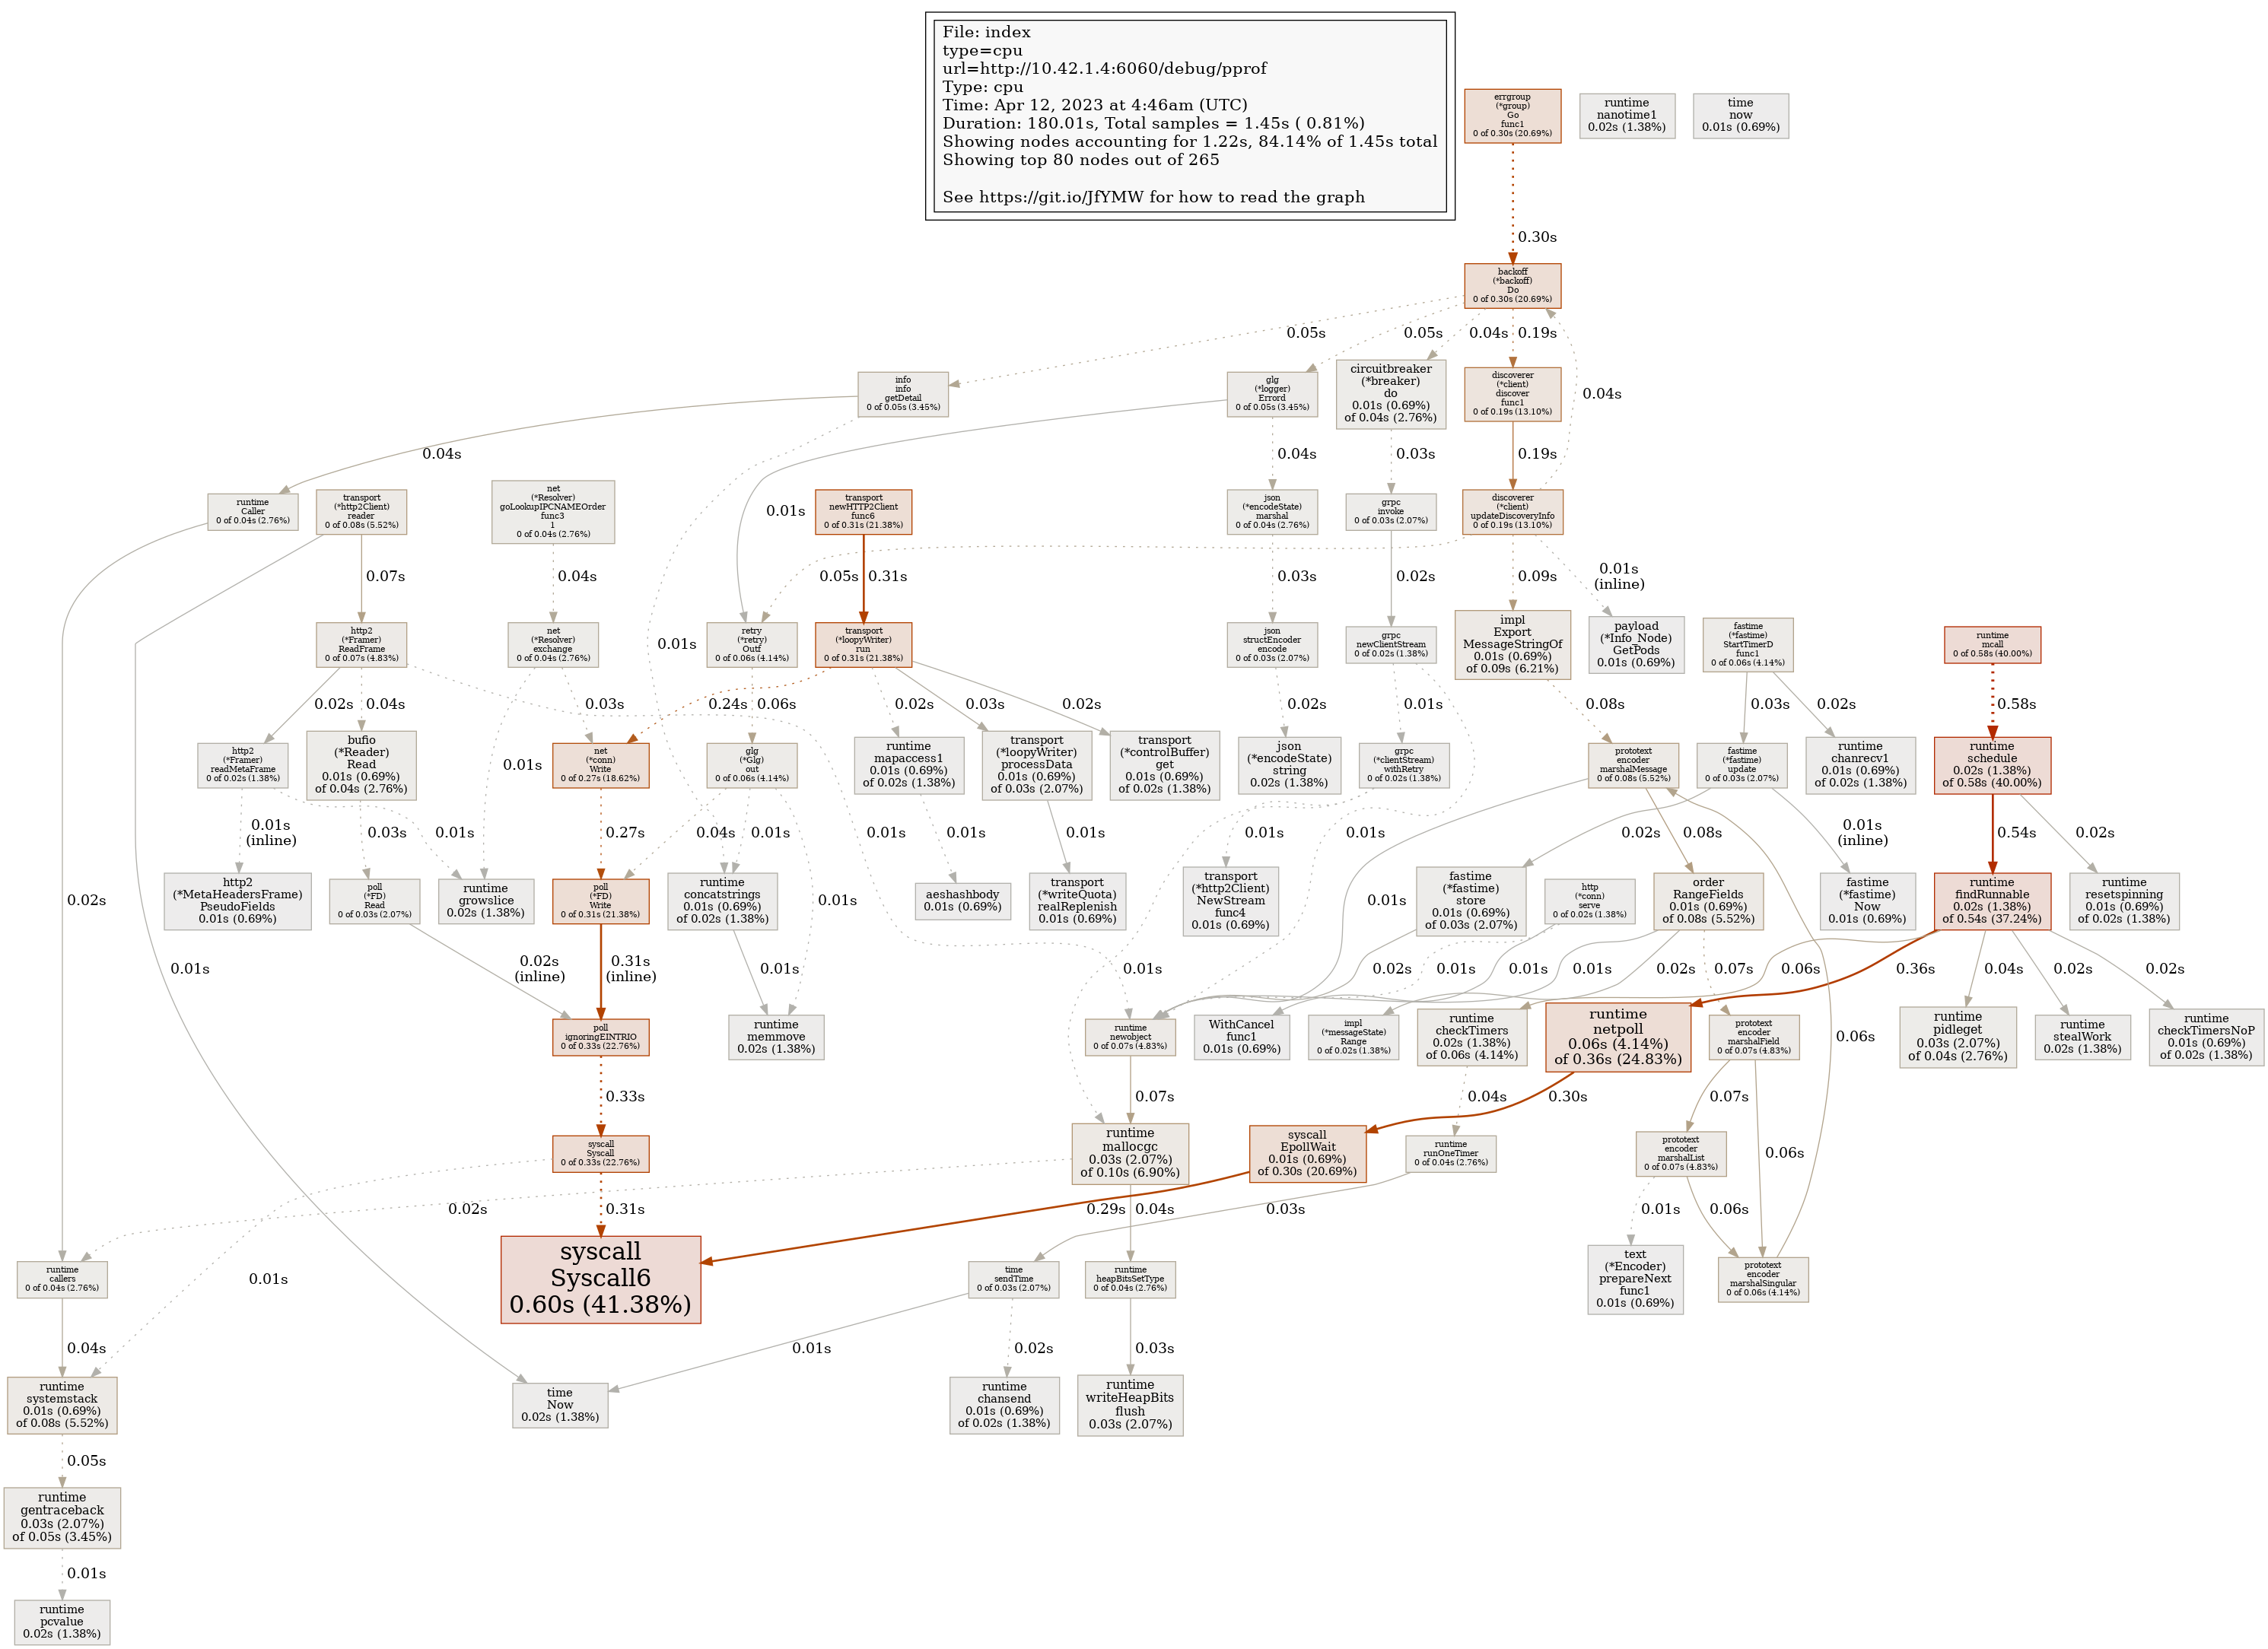 File: index
type=cpu
url=http://10.42.1.4:6060/debug/pprof
Type: cpu
Time: Apr 12, 2023 at 4:46am (UTC)
Duration: 180.01s, Total samples = 1.45s ( 0.81%)
Showing nodes accounting for 1.22s, 84.14% of 1.45s total
Showing top 80 nodes out of 265
See https://git.io/JfYMW for how to read the graph
errgroup
(*group)
Go
func1
0 of 0.30s (20.69%)
runtime
nanotime1
0.02s (1.38%)
time
now
0.01s (0.69%)
0.30s
backoff
(*backoff)
Do
0 of 0.30s (20.69%)
0.05s
0.05s
0.04s
0.19s
0.04s
info
info
getDetail
0 of 0.05s (3.45%)
glg
(*logger)
Errord
0 of 0.05s (3.45%)
circuitbreaker
(*breaker)
do
0.01s (0.69%)
of 0.04s (2.76%)
discoverer
(*client)
discover
func1
0 of 0.19s (13.10%)
0.04s
0.04s
0.03s
0.19s
runtime
Caller
0 of 0.04s (2.76%)
transport
(*http2Client)
reader
0 of 0.08s (5.52%)
net
(*Resolver)
goLookupIPCNAMEOrder
func3
1
0 of 0.04s (2.76%)
transport
newHTTP2Client
func6
0 of 0.31s (21.38%)
0.01s
json
(*encodeState)
marshal
0 of 0.04s (2.76%)
grpc
invoke
0 of 0.03s (2.07%)
discoverer
(*client)
updateDiscoveryInfo
0 of 0.19s (13.10%)
0.07s
0.04s
0.05s
0.31s
0.03s
0.02s
0.09s
0.01s
(inline)
http2
(*Framer)
ReadFrame
0 of 0.07s (4.83%)
net
(*Resolver)
exchange
0 of 0.04s (2.76%)
0.01s
retry
(*retry)
Outf
0 of 0.06s (4.14%)
transport
(*loopyWriter)
run
0 of 0.31s (21.38%)
json
structEncoder
encode
0 of 0.03s (2.07%)
grpc
newClientStream
0 of 0.02s (1.38%)
impl
Export
MessageStringOf
0.01s (0.69%)
of 0.09s (6.21%)
payload
(*Info_Node)
GetPods
0.01s (0.69%)
fastime
(*fastime)
StartTimerD
func1
0 of 0.06s (4.14%)
runtime
mcall
0 of 0.58s (40.00%)
0.02s
0.04s
0.03s
0.24s
0.06s
0.02s
0.03s
0.02s
0.02s
0.01s
0.08s
0.03s
0.02s
0.58s
http2
(*Framer)
readMetaFrame
0 of 0.02s (1.38%)
bufio
(*Reader)
Read
0.01s (0.69%)
of 0.04s (2.76%)
0.01s
net
(*conn)
Write
0 of 0.27s (18.62%)
glg
(*Glg)
out
0 of 0.06s (4.14%)
runtime
mapaccess1
0.01s (0.69%)
of 0.02s (1.38%)
transport
(*loopyWriter)
processData
0.01s (0.69%)
of 0.03s (2.07%)
transport
(*controlBuffer)
get
0.01s (0.69%)
of 0.02s (1.38%)
json
(*encodeState)
string
0.02s (1.38%)
grpc
(*clientStream)
withRetry
0 of 0.02s (1.38%)
prototext
encoder
marshalMessage
0 of 0.08s (5.52%)
fastime
(*fastime)
update
0 of 0.03s (2.07%)
runtime
chanrecv1
0.01s (0.69%)
of 0.02s (1.38%)
runtime
schedule
0.02s (1.38%)
of 0.58s (40.00%)
0.01s
(inline)
0.01s
0.03s
0.27s
0.04s
0.01s
0.01s
0.01s
0.01s
0.01s
0.01s
0.02s
0.08s
0.01s
(inline)
0.54s
0.02s
0.02s
http2
(*MetaHeadersFrame)
PseudoFields
0.01s (0.69%)
poll
(*FD)
Read
0 of 0.03s (2.07%)
runtime
growslice
0.02s (1.38%)
poll
(*FD)
Write
0 of 0.31s (21.38%)
runtime
concatstrings
0.01s (0.69%)
of 0.02s (1.38%)
0.01s
aeshashbody
0.01s (0.69%)
transport
(*writeQuota)
realReplenish
0.01s (0.69%)
transport
(*http2Client)
NewStream
func4
0.01s (0.69%)
0.01s
fastime
(*fastime)
store
0.01s (0.69%)
of 0.03s (2.07%)
http
(*conn)
serve
0 of 0.02s (1.38%)
order
RangeFields
0.01s (0.69%)
of 0.08s (5.52%)
fastime
(*fastime)
Now
0.01s (0.69%)
runtime
findRunnable
0.02s (1.38%)
of 0.54s (37.24%)
runtime
resetspinning
0.01s (0.69%)
of 0.02s (1.38%)
0.01s
0.02s
(inline)
0.31s
(inline)
0.01s
0.01s
0.02s
0.01s
0.01s
0.01s
0.02s
0.07s
0.06s
0.36s
0.04s
0.02s
0.02s
poll
ignoringEINTRIO
0 of 0.33s (22.76%)
runtime
memmove
0.02s (1.38%)
runtime
newobject
0 of 0.07s (4.83%)
WithCancel
func1
0.01s (0.69%)
impl
(*messageState)
Range
0 of 0.02s (1.38%)
runtime
checkTimers
0.02s (1.38%)
of 0.06s (4.14%)
runtime
netpoll
0.06s (4.14%)
of 0.36s (24.83%)
prototext
encoder
marshalField
0 of 0.07s (4.83%)
0.06s
runtime
pidleget
0.03s (2.07%)
of 0.04s (2.76%)
runtime
stealWork
0.02s (1.38%)
runtime
checkTimersNoP
0.01s (0.69%)
of 0.02s (1.38%)
0.33s
0.07s
0.04s
0.30s
0.07s
0.06s
syscall
Syscall
0 of 0.33s (22.76%)
runtime
mallocgc
0.03s (2.07%)
of 0.10s (6.90%)
syscall
EpollWait
0.01s (0.69%)
of 0.30s (20.69%)
runtime
runOneTimer
0 of 0.04s (2.76%)
prototext
encoder
marshalList
0 of 0.07s (4.83%)
0.02s
0.31s
0.29s
0.04s
0.03s
0.01s
0.06s
runtime
callers
0 of 0.04s (2.76%)
0.01s
syscall
Syscall6
0.60s (41.38%)
time
sendTime
0 of 0.03s (2.07%)
runtime
heapBitsSetType
0 of 0.04s (2.76%)
text
(*Encoder)
prepareNext
func1
0.01s (0.69%)
prototext
encoder
marshalSingular
0 of 0.06s (4.14%)
0.04s
0.01s
0.02s
0.03s
runtime
systemstack
0.01s (0.69%)
of 0.08s (5.52%)
time
Now
0.02s (1.38%)
runtime
chansend
0.01s (0.69%)
of 0.02s (1.38%)
runtime
writeHeapBits
flush
0.03s (2.07%)
0.05s
runtime
gentraceback
0.03s (2.07%)
of 0.05s (3.45%)
0.01s
runtime
pcvalue
0.02s (1.38%)